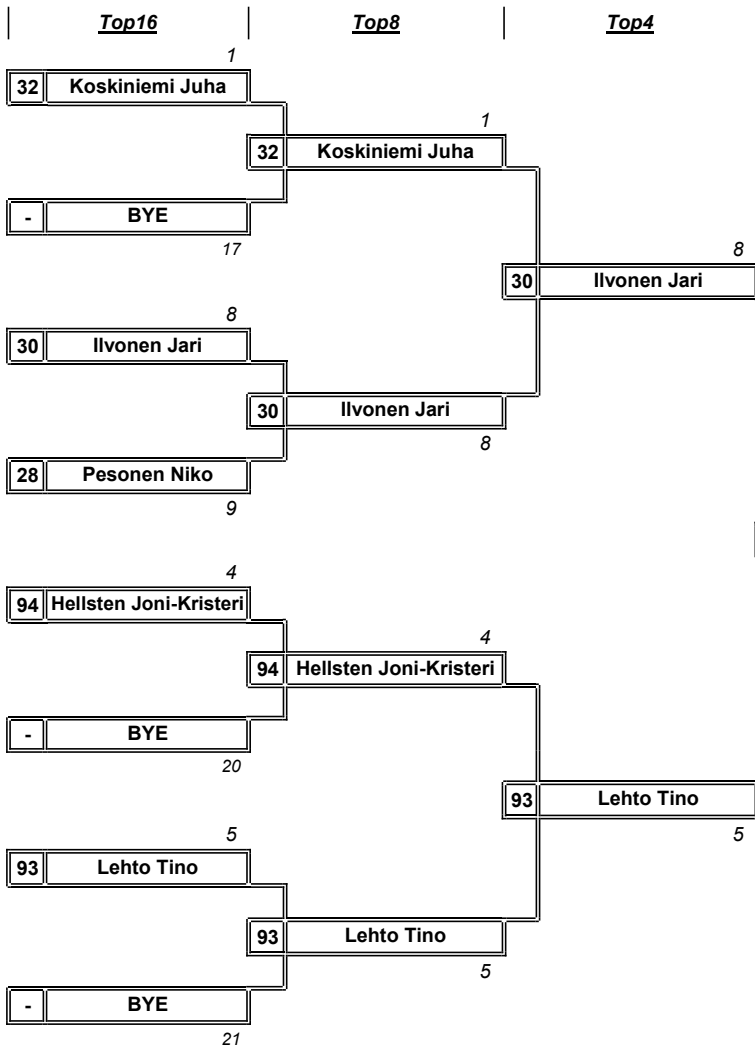 Top16 Top8 Top4
1
32 Koskiniemi Juha
1
32 Koskiniemi Juha
- BYE
17
8
30 Ilvonen Jari
8
30 Ilvonen Jari
30 Ilvonen Jari
8
28 Pesonen Niko
9
4
94 Hellsten Joni-Kristeri
4
94 Hellsten Joni-Kristeri
- BYE
20
93 Lehto Tino
5
5
93 Lehto Tino
93 Lehto Tino
5
- BYE
21